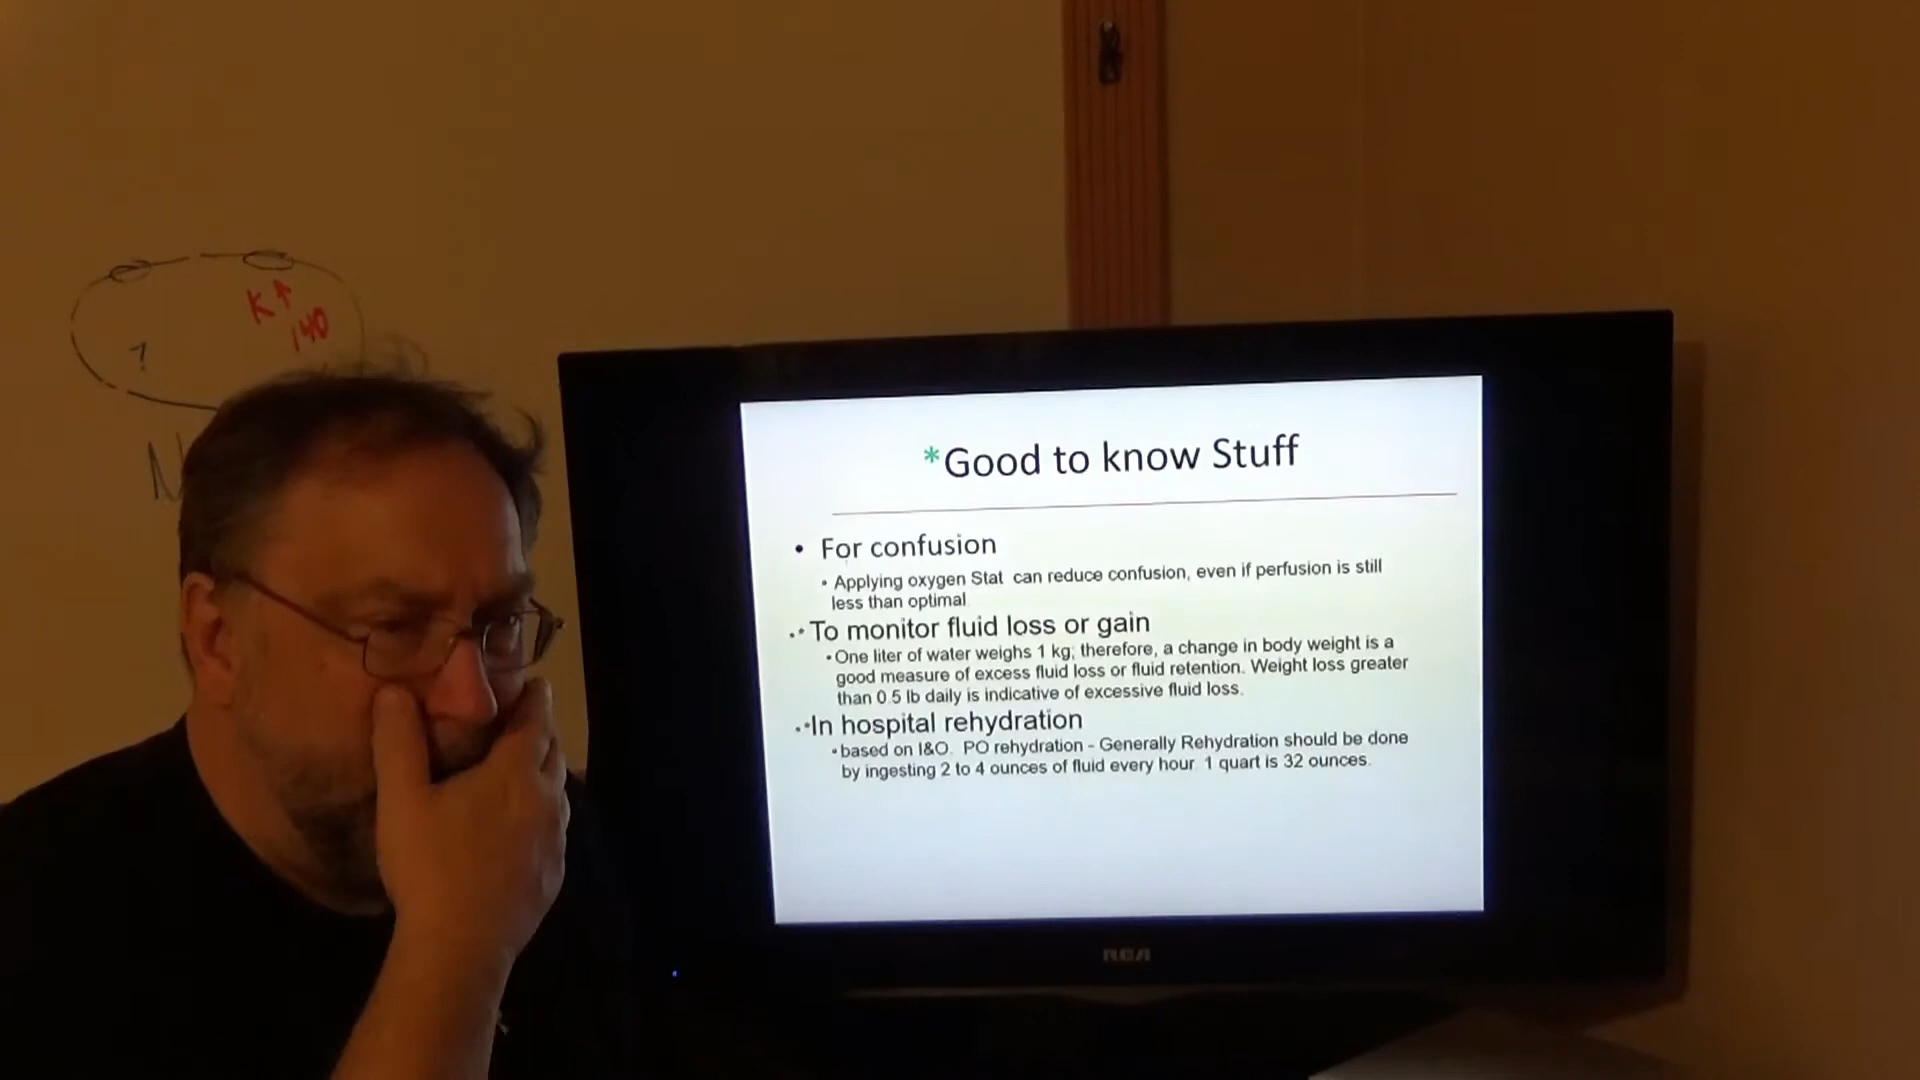 K↑
140
?
N
*Good to know Stuff
• For confusion
• Applying oxygen Stat can reduce confusion, even if perfusion is still
less than optimal
•To monitor fluid loss or gain
•One liter of water weighs 1 kg; therefore, a change in body weight is a
good measure of excess fluid loss or fluid retention. Weight loss greater
than 0.5 lb daily is indicative of excessive fluid loss.
•In hospital rehydration
•based on I&O. PO rehydration - Generally Rehydration should be done
by ingesting 2 to 4 ounces of fluid every hour. 1 quart is 32 ounces.
RCA